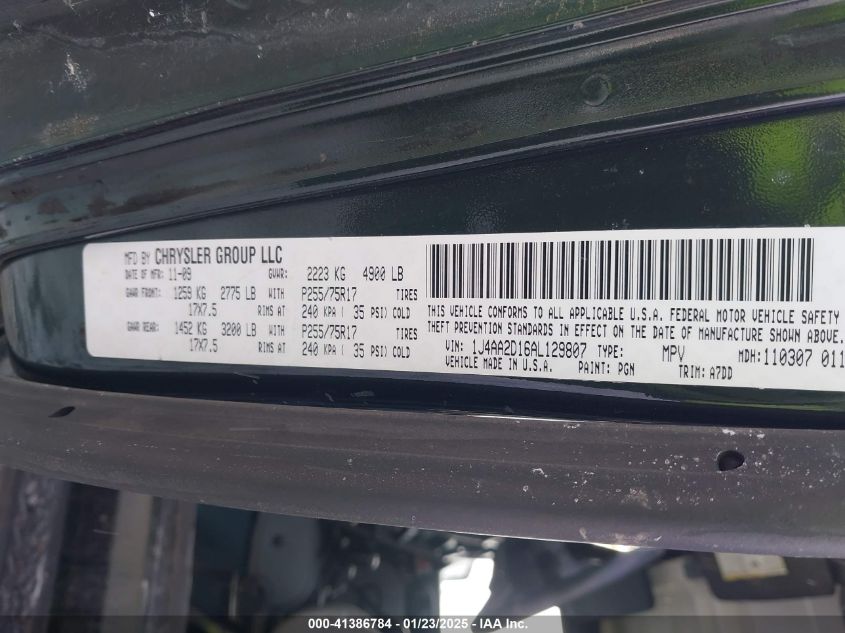 MFD BY CHRYSLER GROUP LLC
DATE OF MFR: 11-09 GVWR: 2223 KG 4900 LB
GAWR FRONT: 1259 KG 2775 LB WITH P255/75R17 TIRES
17X7.5 RIMS AT 240 KPA ( 35 PSI) COLD
GAWR REAR: 1452 KG 3200 LB WITH P255/75R17 TIRES
17X7.5 RIMS AT 240 KPA ( 35 PSI) COLD
THIS VEHICLE CONFORMS TO ALL APPLICABLE U.S.A. FEDERAL MOTOR VEHICLE SAFETY
THEFT PREVENTION STANDARDS IN EFFECT ON THE DATE OF MANUFACTURE SHOWN ABOVE.
VIN: 1J4AA2D16AL129807 TYPE: MPV MDH: 110307 011
VEHICLE MADE IN U.S.A. PAINT: PGN TRIM: A7DD
000-41386784 - 01/23/2025 - IAA Inc.